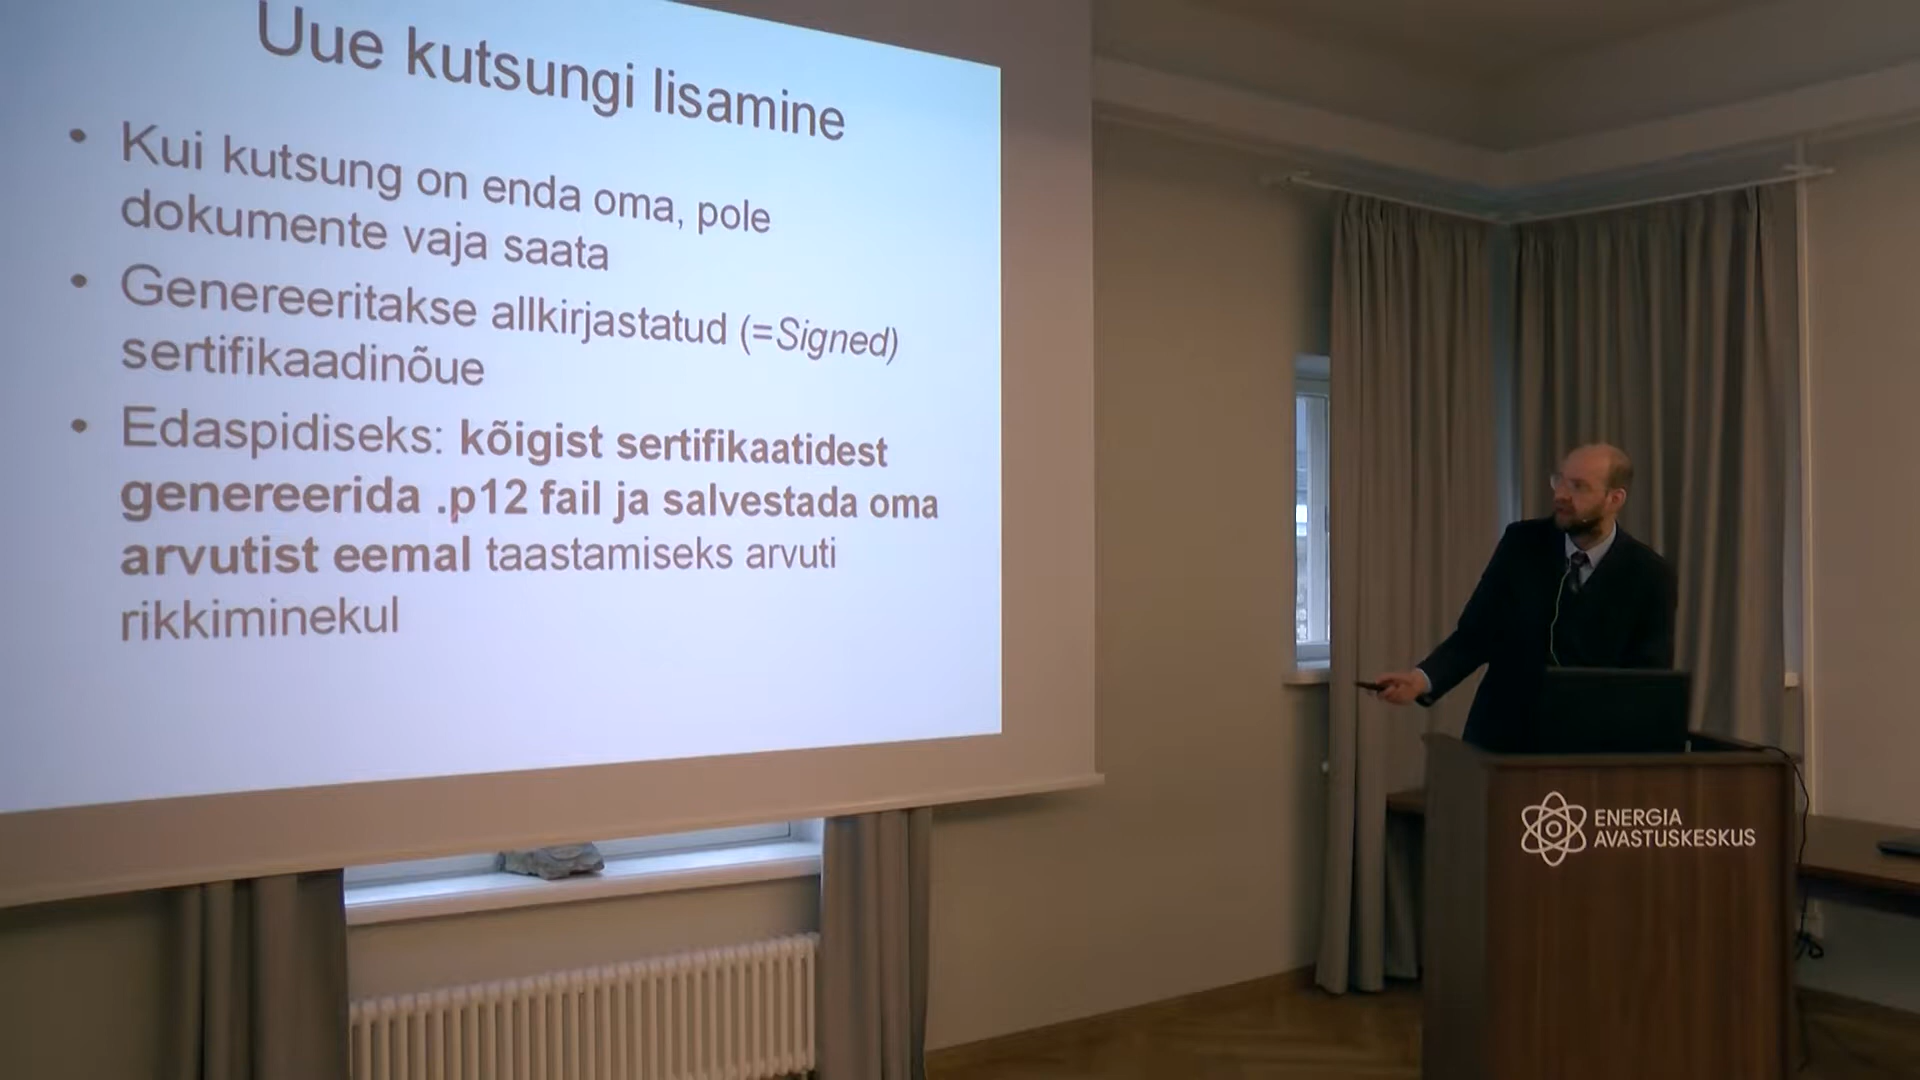 Uue kutsungi lisamine
• Kui kutsung on enda oma, pole
dokumente vaja saata
• Genereeritakse allkirjastatud (=Signed)
sertifikaadinõue
• Edaspidiseks: kõigist sertifikaatidest
genereerida .p12 fail ja salvestada oma
arvutist eemal taastamiseks arvuti
rikkiminekul
ENERGIA
AVASTUSKESKUS